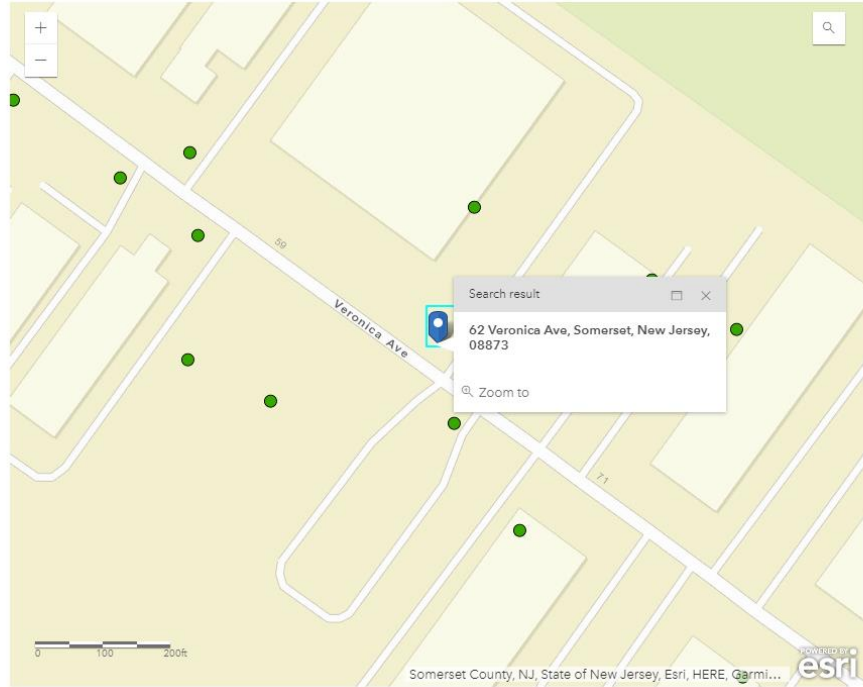 +
−
59
Veronica Ave
Search result
62 Veronica Ave, Somerset, New Jersey,
08873
Zoom to
71
0 100 200ft
Somerset County, NJ, State of New Jersey, Esri, HERE, Garmi...
POWERED BY
esri